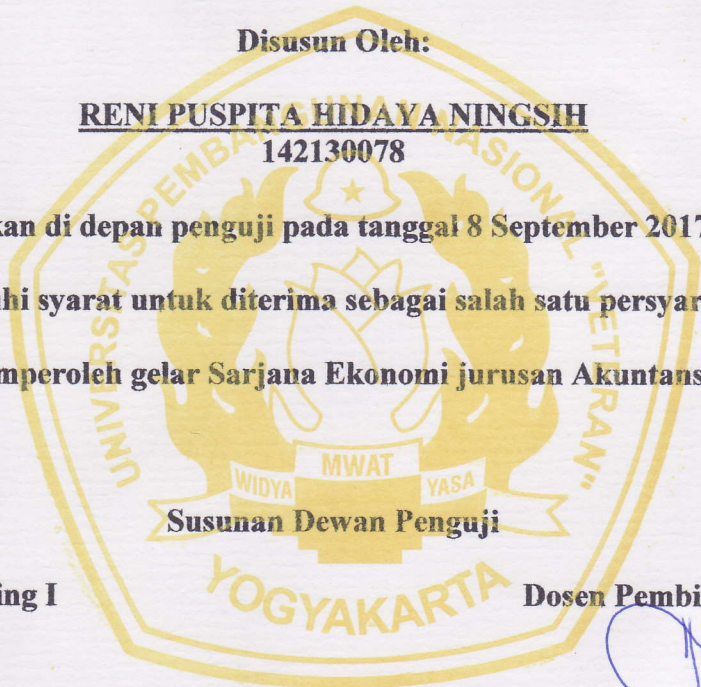 Disusun Oleh:
RENI PUSPITA HIDAYA NINGSIH
142130078
kan di depan penguji pada tanggal 8 September 2017
hi syarat untuk diterima sebagai salah satu persyar
mperoleh gelar Sarjana Ekonomi jurusan Akuntans
Susunan Dewan Penguji
ing I Dosen Pembi
UNIVERSITAS PEMBANGUNAN NASIONAL "VETERAN"
WIDYA MWAT YASA
YOGYAKARTA